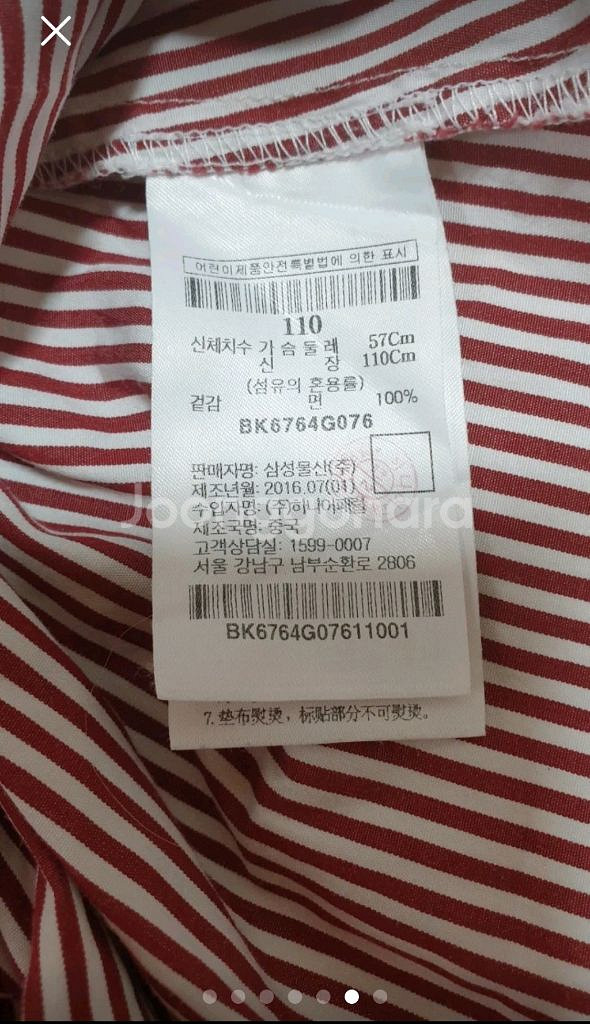 어린이제품안전특별법에 의한 표시
110
신체치수 가 슴 둘 레 57Cm
신 장 110Cm
(섬유의 혼용률)
겉감 면 100%
BK6764G076
판매자명: 삼성물산(주)
제조년월: 2016.07(01)
수입자명: (주)하나어패럴
제조국명: 중국
고객상담실: 1599-0007
서울 강남구 남부순환로 2806
BK6764G07611001
7. 垫布熨烫，标贴部分不可熨烫。
Joonggonara